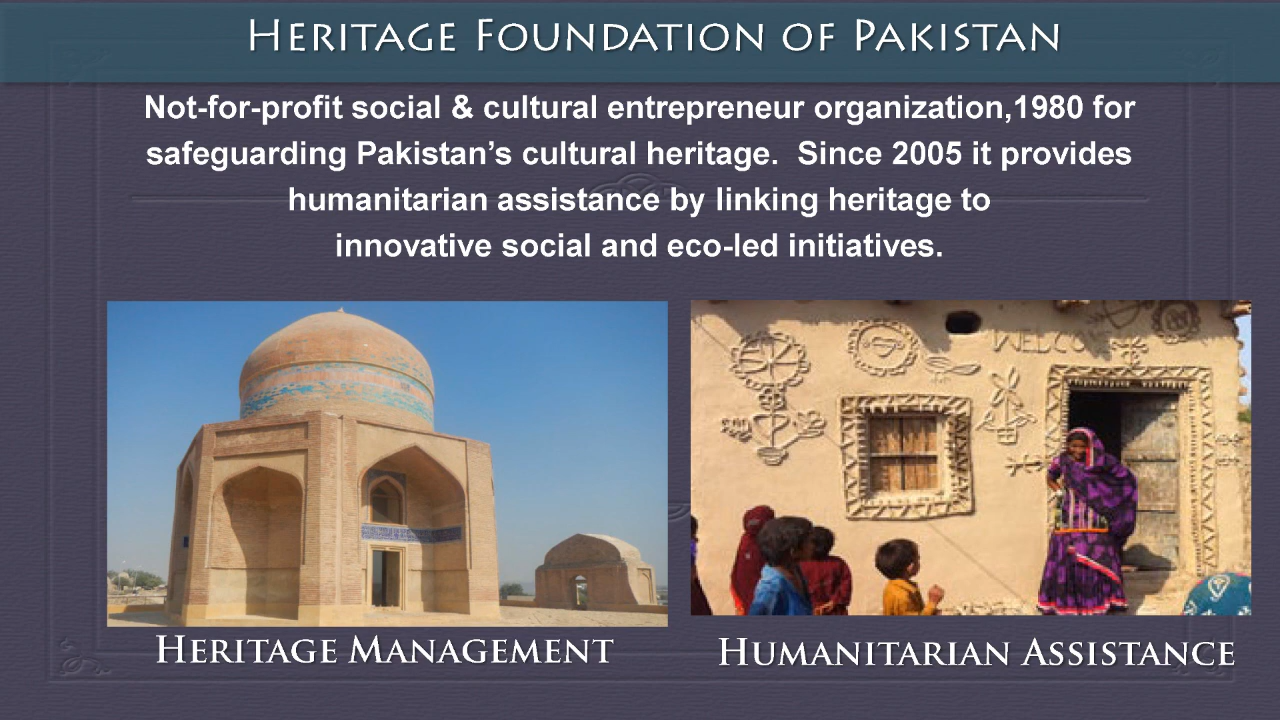 HERITAGE FOUNDATION OF PAKISTAN
Not-for-profit social & cultural entrepreneur organization,1980 for
safeguarding Pakistan’s cultural heritage.  Since 2005 it provides
humanitarian assistance by linking heritage to
innovative social and eco-led initiatives.
HERITAGE MANAGEMENT
HUMANITARIAN ASSISTANCE